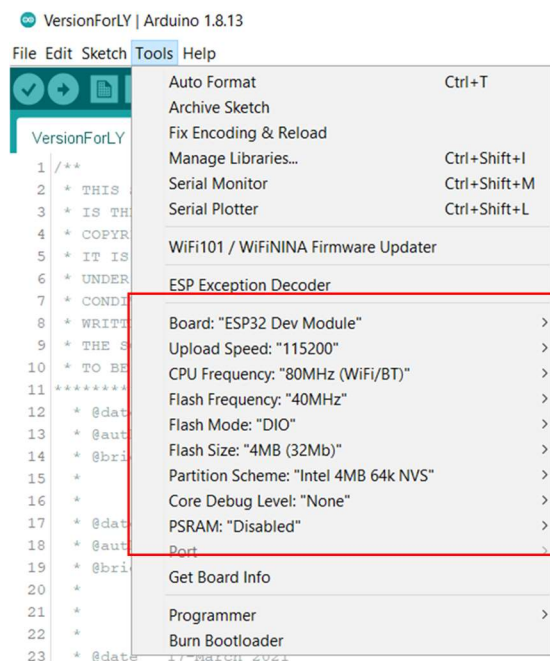 VersionForLY | Arduino 1.8.13
File Edit Sketch Tools Help
VersionForLY
Auto Format Ctrl+T
Archive Sketch
Fix Encoding & Reload
Manage Libraries... Ctrl+Shift+I
Serial Monitor Ctrl+Shift+M
Serial Plotter Ctrl+Shift+L
WiFi101 / WiFiNINA Firmware Updater
ESP Exception Decoder
Board: "ESP32 Dev Module"
Upload Speed: "115200"
CPU Frequency: "80MHz (WiFi/BT)"
Flash Frequency: "40MHz"
Flash Mode: "DIO"
Flash Size: "4MB (32Mb)"
Partition Scheme: "Intel 4MB 64k NVS"
Core Debug Level: "None"
PSRAM: "Disabled"
Port
Get Board Info
Programmer
Burn Bootloader
1 /**
2 * THIS
3 * IS TH
4 * COPYR
5 * IT IS
6 * UNDER
7 * CONDI
8 * WRITT
9 * THE S
10 * TO BE
11 ********
12 * @dat
13 * @aut
14 * @bri
15 *
16 *
17 * @dat
18 * @aut
19 * @bri
20 *
21 *
22 *
23 * @date 17-March 2021